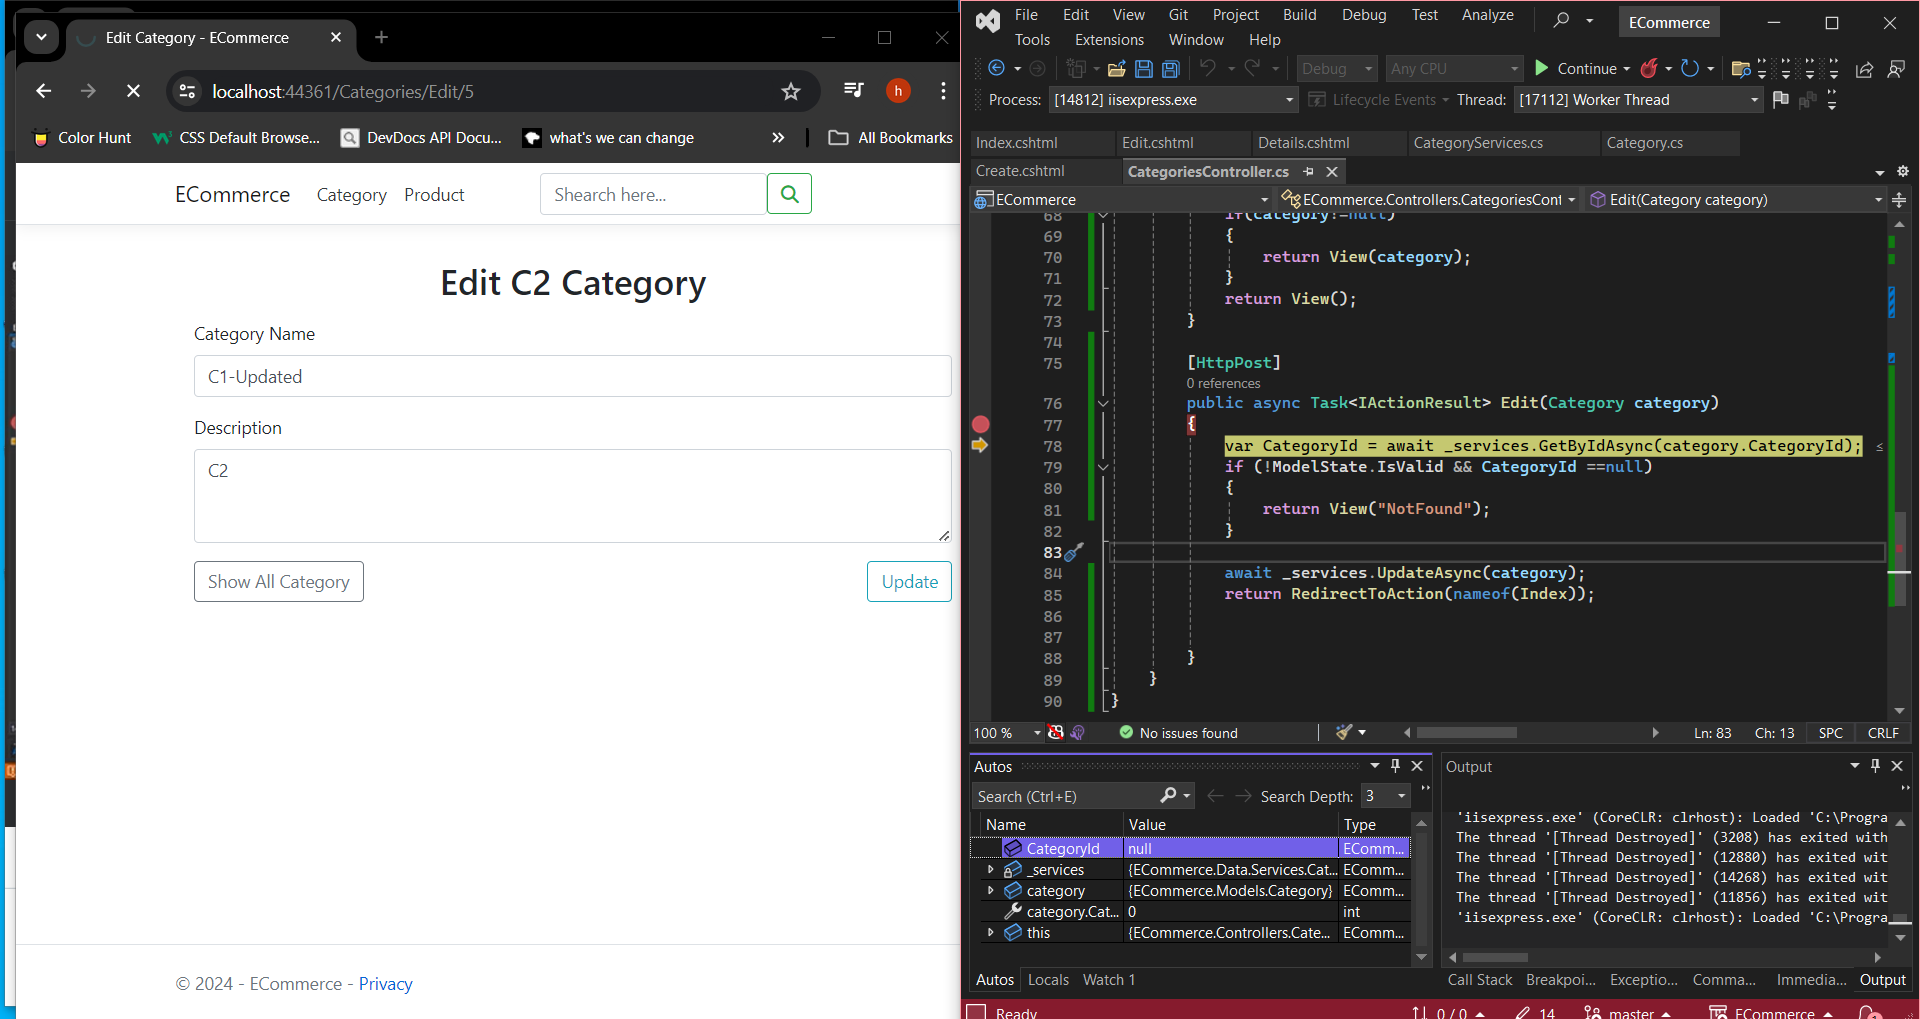 Edit Category - ECommerce
localhost:44361/Categories/Edit/5
h
Color Hunt
CSS Default Browse...
DevDocs API Docu...
what's we can change
All Bookmarks
ECommerce
Category
Product
Shearch here...
Edit C2 Category
Category Name
C1-Updated
Description
C2
Show All Category
Update
© 2024 - ECommerce - Privacy
File Edit View Git Project Build Debug Test Analyze
ECommerce
Tools Extensions Window Help
Debug
Any CPU
Continue
Process: [14812] iisexpress.exe
Lifecycle Events
Thread: [17112] Worker Thread
Index.cshtml Edit.cshtml Details.cshtml CategoryServices.cs Category.cs
Create.cshtml CategoriesController.cs
ECommerce
ECommerce.Controllers.CategoriesCont
Edit(Category category)
68 if(category!=null)
69 {
70 return View(category);
71 }
72 return View();
73 }
74
75 [HttpPost]
0 references
76 public async Task<IActionResult> Edit(Category category)
77 {
78 var CategoryId = await _services.GetByIdAsync(category.CategoryId);
79 if (!ModelState.IsValid && CategoryId ==null)
80 {
81 return View("NotFound");
82 }
83
84 await _services.UpdateAsync(category);
85 return RedirectToAction(nameof(Index));
86
87
88 }
89 }
90 }
100 %
No issues found
Ln: 83 Ch: 13 SPC CRLF
Autos
Search (Ctrl+E)
Search Depth: 3
Name Value Type
CategoryId null EComm...
_services {ECommerce.Data.Services.Cat... EComm...
category {ECommerce.Models.Category} EComm...
category.Cat... 0 int
this {ECommerce.Controllers.Cate... EComm...
Autos Locals Watch 1
Output
'iisexpress.exe' (CoreCLR: clrhost): Loaded 'C:\Progra
The thread '[Thread Destroyed]' (3208) has exited with
The thread '[Thread Destroyed]' (12880) has exited wit
The thread '[Thread Destroyed]' (14268) has exited wit
The thread '[Thread Destroyed]' (11856) has exited wit
'iisexpress.exe' (CoreCLR: clrhost): Loaded 'C:\Progra
Call Stack Breakpoi... Exceptio... Comma... Immedia... Output
Ready
0 / 0
14
master
ECommerce